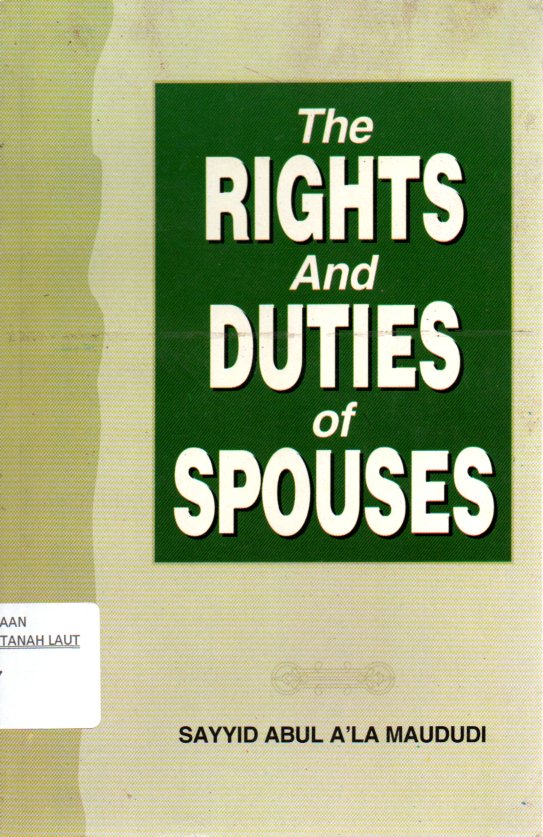 The
RIGHTS
And
DUTIES
of
SPOUSES
AAN
TANAH LAUT
SAYYID ABUL A'LA MAUDUDI